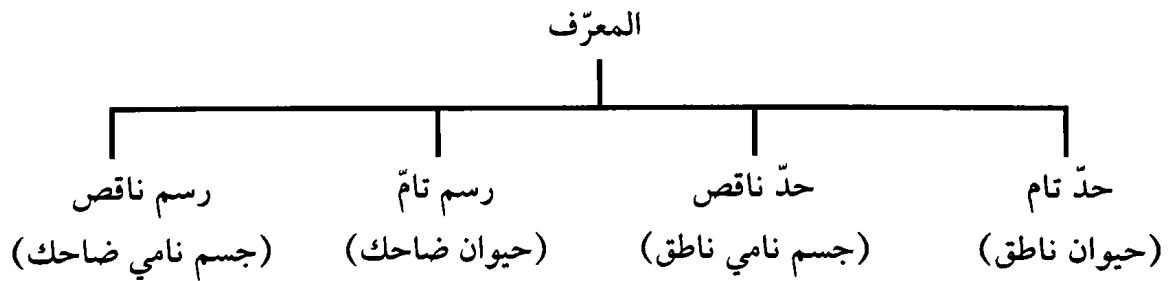 المعرّف
حدّ تام
(حيوان ناطق)
حدّ ناقص
(جسم نامي ناطق)
رسم تامّ
(حيوان ضاحك)
رسم ناقص
(جسم نامي ضاحك)